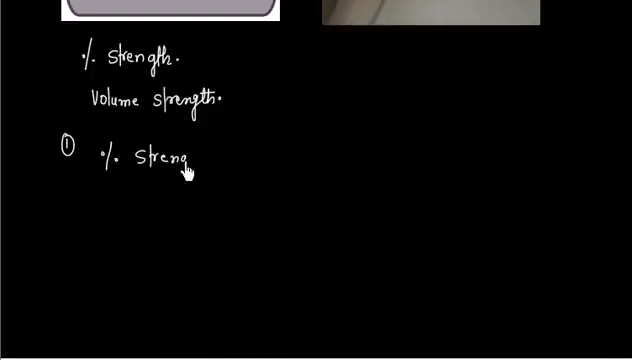 % strength.
Volume strength.
① % Streng